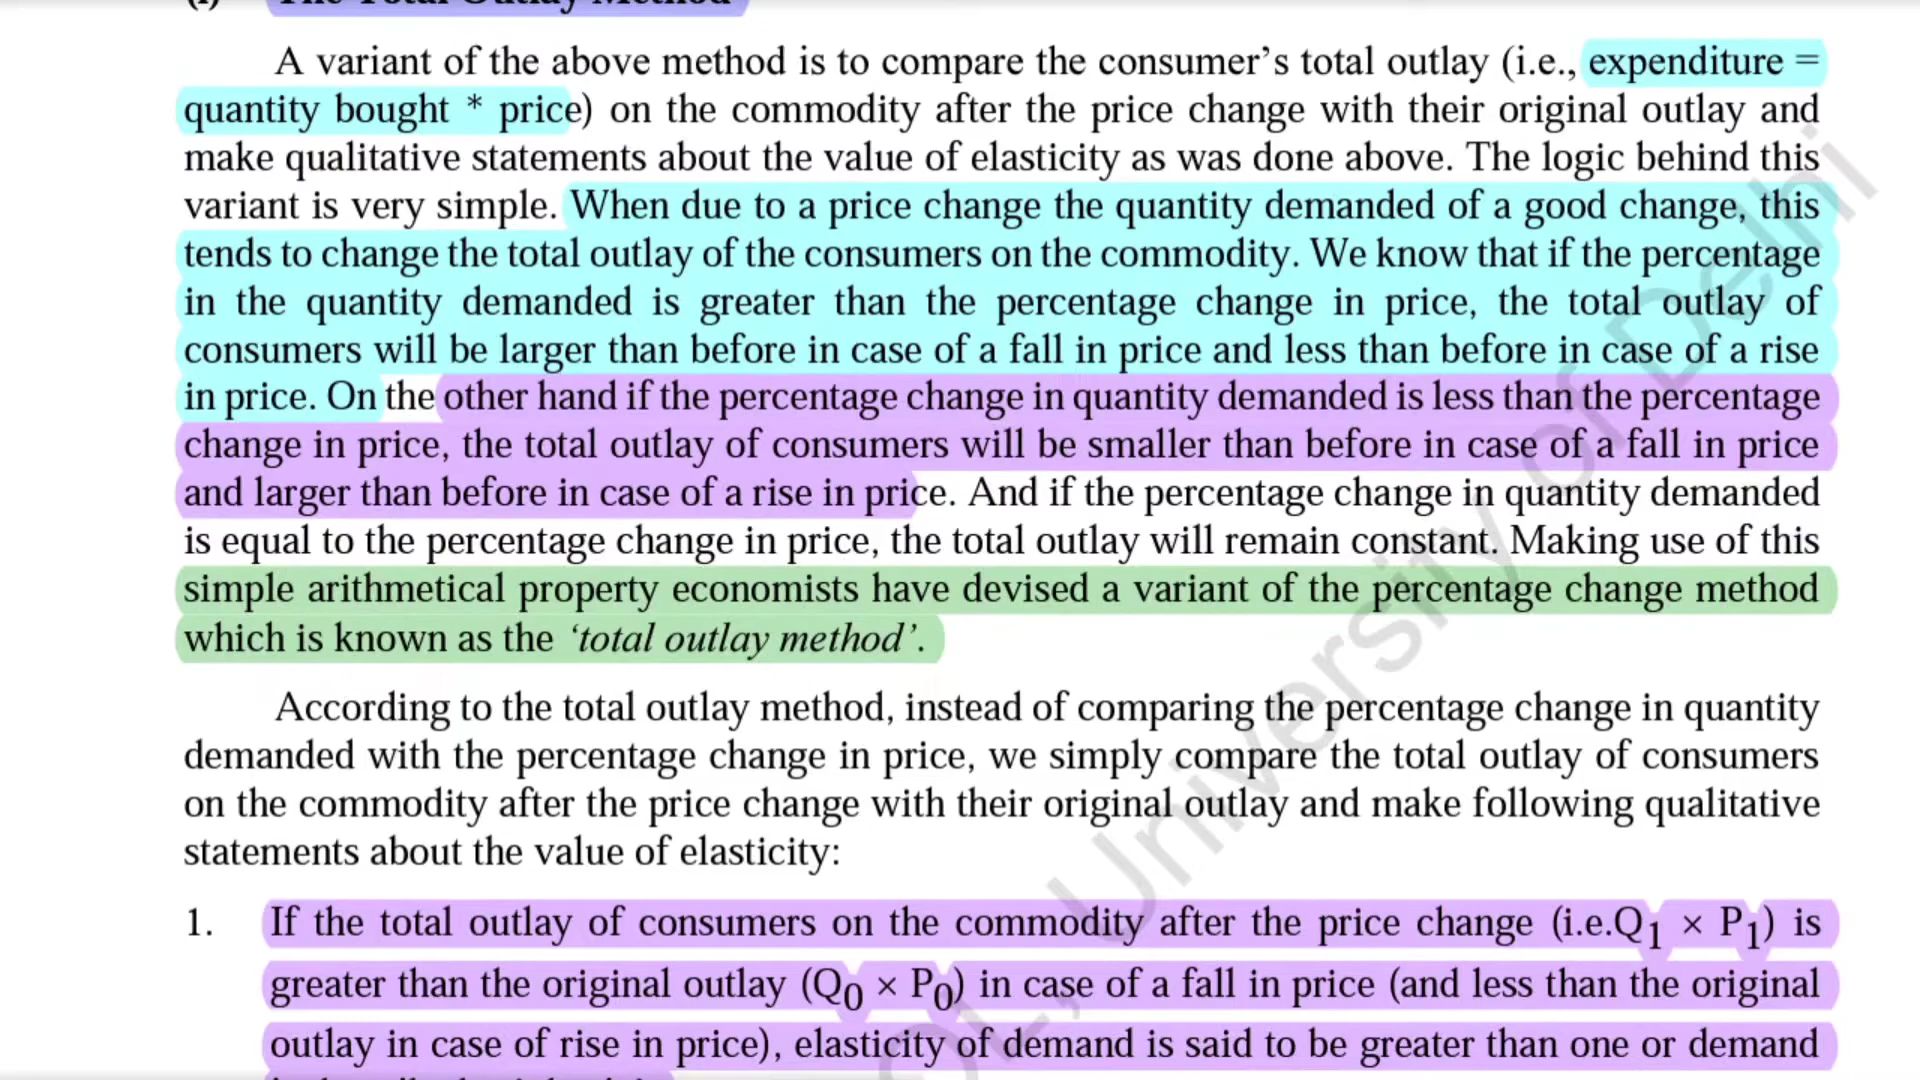 The Total Outlay Method
A variant of the above method is to compare the consumer’s total outlay (i.e., expenditure =
quantity bought * price) on the commodity after the price change with their original outlay and
make qualitative statements about the value of elasticity as was done above. The logic behind this
variant is very simple. When due to a price change the quantity demanded of a good change, this
tends to change the total outlay of the consumers on the commodity. We know that if the percentage
in the quantity demanded is greater than the percentage change in price, the total outlay of
consumers will be larger than before in case of a fall in price and less than before in case of a rise
in price. On the other hand if the percentage change in quantity demanded is less than the percentage
change in price, the total outlay of consumers will be smaller than before in case of a fall in price
and larger than before in case of a rise in price. And if the percentage change in quantity demanded
is equal to the percentage change in price, the total outlay will remain constant. Making use of this
simple arithmetical property economists have devised a variant of the percentage change method
which is known as the ‘total outlay method’.
According to the total outlay method, instead of comparing the percentage change in quantity
demanded with the percentage change in price, we simply compare the total outlay of consumers
on the commodity after the price change with their original outlay and make following qualitative
statements about the value of elasticity:
1. If the total outlay of consumers on the commodity after the price change (i.e.Q₁ × P₁) is
greater than the original outlay (Q₀ × P₀) in case of a fall in price (and less than the original
outlay in case of rise in price), elasticity of demand is said to be greater than one or demand
OL, University of Delhi